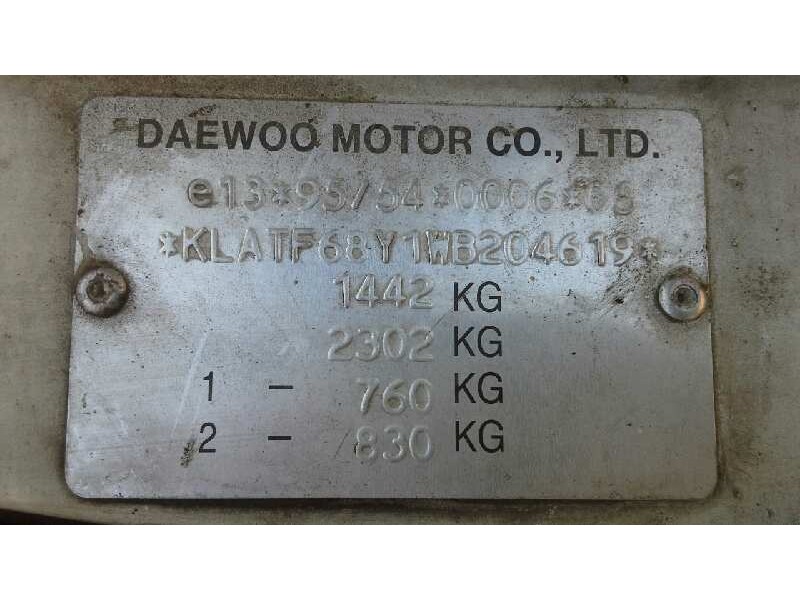 DAEWOO MOTOR CO., LTD.
e13*95/54*0006*08
*KLATF68Y1WB204619*
1442 KG
2302 KG
1 - 760 KG
2 - 830 KG